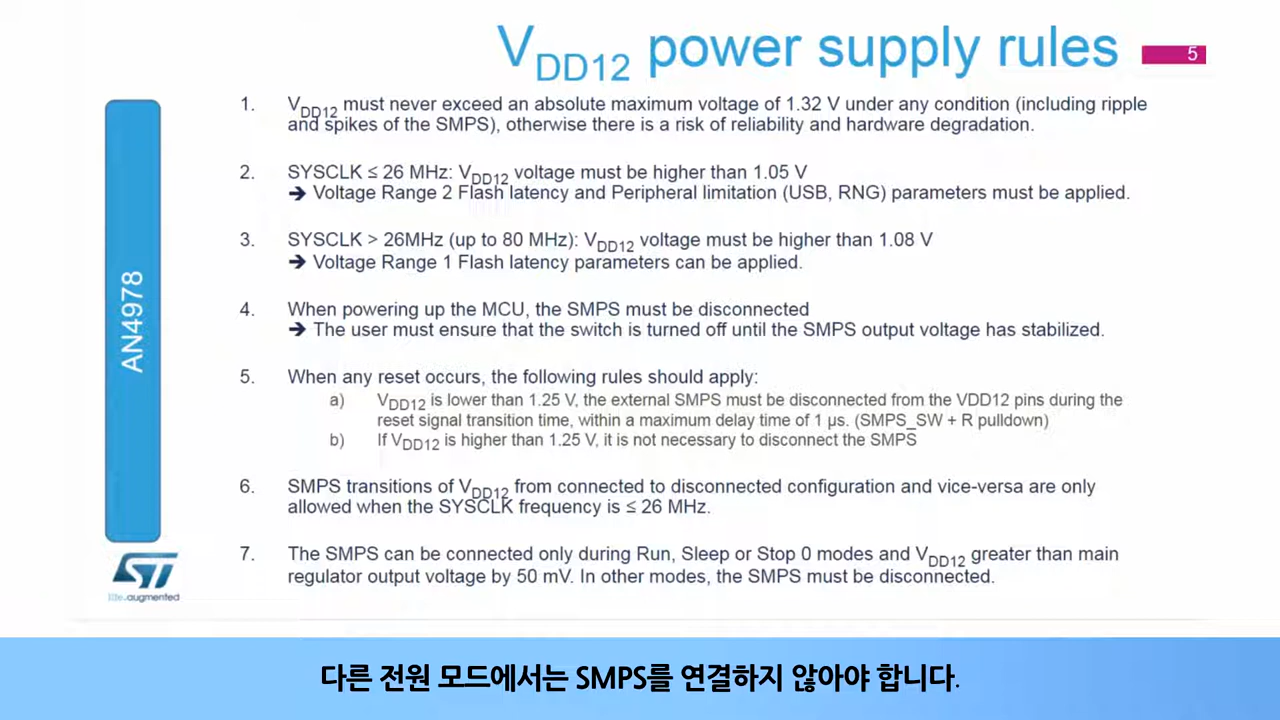 V_DD12 power supply rules
5
AN4978
1. V_DD12 must never exceed an absolute maximum voltage of 1.32 V under any condition (including ripple
and spikes of the SMPS), otherwise there is a risk of reliability and hardware degradation.
2. SYSCLK ≤ 26 MHz: V_DD12 voltage must be higher than 1.05 V
➔ Voltage Range 2 Flash latency and Peripheral limitation (USB, RNG) parameters must be applied.
3. SYSCLK > 26MHz (up to 80 MHz): V_DD12 voltage must be higher than 1.08 V
➔ Voltage Range 1 Flash latency parameters can be applied.
4. When powering up the MCU, the SMPS must be disconnected
➔ The user must ensure that the switch is turned off until the SMPS output voltage has stabilized.
5. When any reset occurs, the following rules should apply:
a) V_DD12 is lower than 1.25 V, the external SMPS must be disconnected from the VDD12 pins during the
reset signal transition time, within a maximum delay time of 1 µs. (SMPS_SW + R pulldown)
b) If V_DD12 is higher than 1.25 V, it is not necessary to disconnect the SMPS
6. SMPS transitions of V_DD12 from connected to disconnected configuration and vice-versa are only
allowed when the SYSCLK frequency is ≤ 26 MHz.
7. The SMPS can be connected only during Run, Sleep or Stop 0 modes and V_DD12 greater than main
regulator output voltage by 50 mV. In other modes, the SMPS must be disconnected.
ST
life.augmented
다른 전원 모드에서는 SMPS를 연결하지 않아야 합니다.